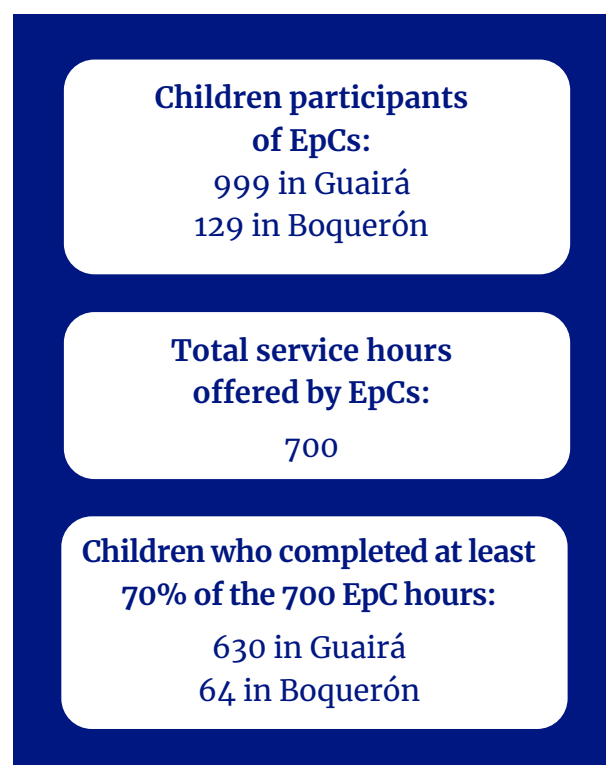 Children participants
of EpCs:
999 in Guairá
129 in Boquerón
Total service hours
offered by EpCs:
700
Children who completed at least
70% of the 700 EpC hours:
630 in Guairá
64 in Boquerón